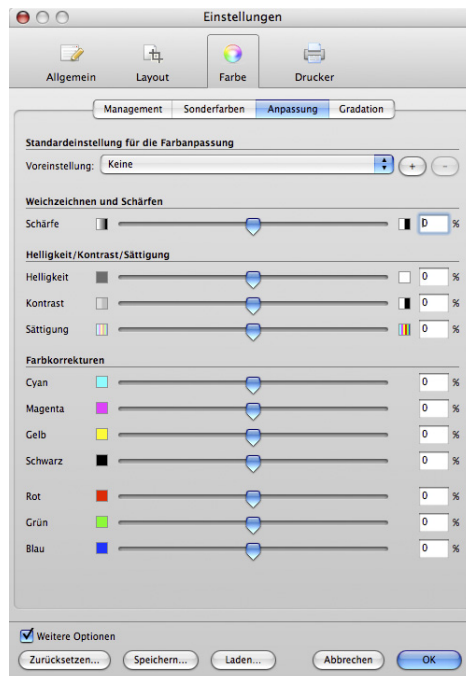 Einstellungen
Allgemein Layout Farbe Drucker
Management Sonderfarben Anpassung Gradation
Standardeinstellung für die Farbanpassung
Voreinstellung: Keine + -
Weichzeichnen und Schärfen
Schärfe 0 %
Helligkeit/Kontrast/Sättigung
Helligkeit 0 %
Kontrast 0 %
Sättigung 0 %
Farbkorrekturen
Cyan 0 %
Magenta 0 %
Gelb 0 %
Schwarz 0 %
Rot 0 %
Grün 0 %
Blau 0 %
Weitere Optionen
Zurücksetzen... Speichern... Laden... Abbrechen OK